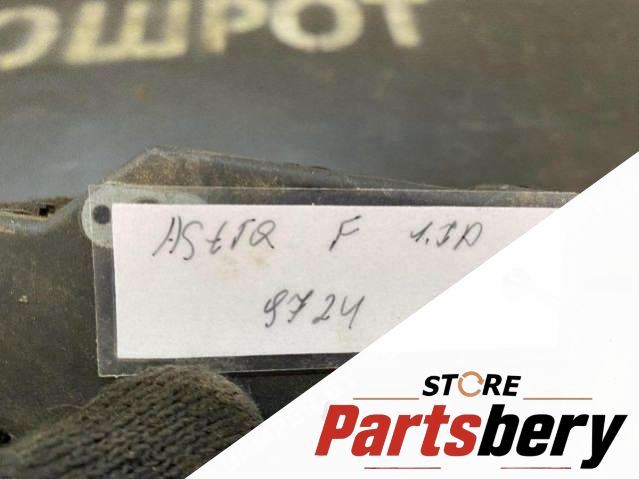 ОШРОТ
Astra F 1.7D
9724
STORE
Partsbery